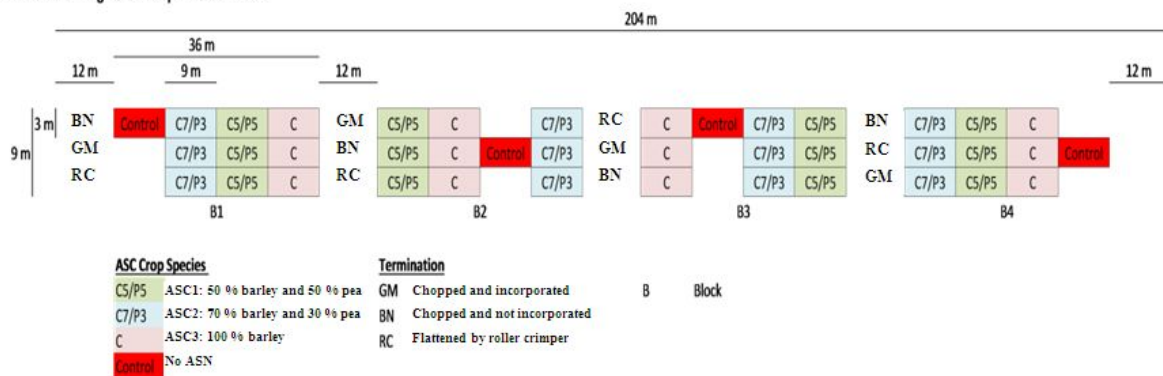 204 m
36 m
12 m 9 m 12 m 12 m
3 m BN Control C7/P3 C5/P5 C GM C5/P5 C C7/P3 RC C Control C7/P3 C5/P5 BN C7/P3 C5/P5 C
9 m GM C7/P3 C5/P5 C BN C5/P5 C Control C7/P3 GM C C7/P3 C5/P5 RC C7/P3 C5/P5 C Control
RC C7/P3 C5/P5 C RC C5/P5 C C7/P3 BN C C7/P3 C5/P5 GM C7/P3 C5/P5 C
B1 B2 B3 B4
ASC Crop Species Termination
C5/P5 ASC1: 50 % barley and 50 % pea GM Chopped and incorporated B Block
C7/P3 ASC2: 70 % barley and 30 % pea BN Chopped and not incorporated
C ASC3: 100 % barley RC Flattened by roller crimper
Control No ASN